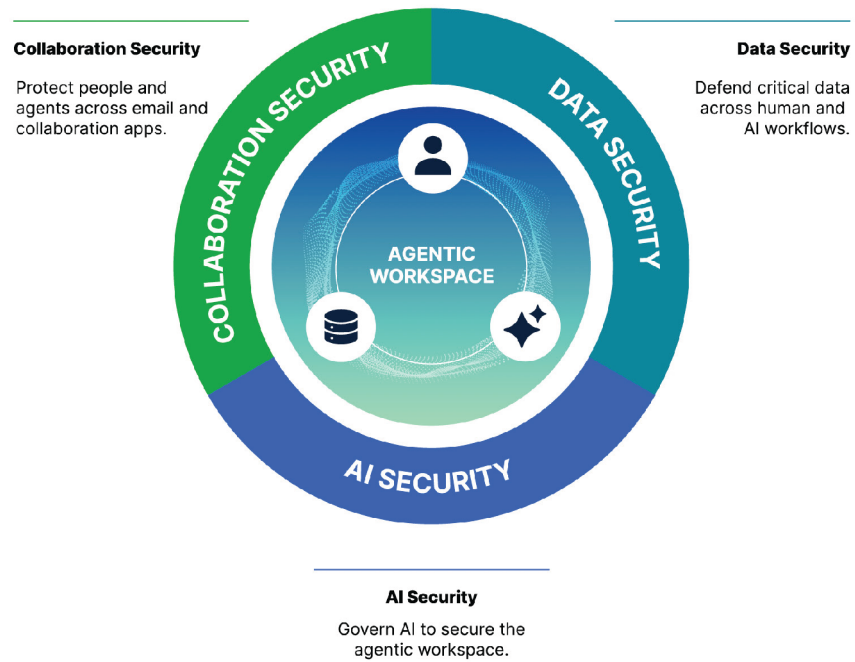 Collaboration Security
Protect people and
agents across email and
collaboration apps.
Data Security
Defend critical data
across human and
AI workflows.
COLLABORATION SECURITY
DATA SECURITY
AGENTIC
WORKSPACE
AI SECURITY
AI Security
Govern AI to secure the
agentic workspace.